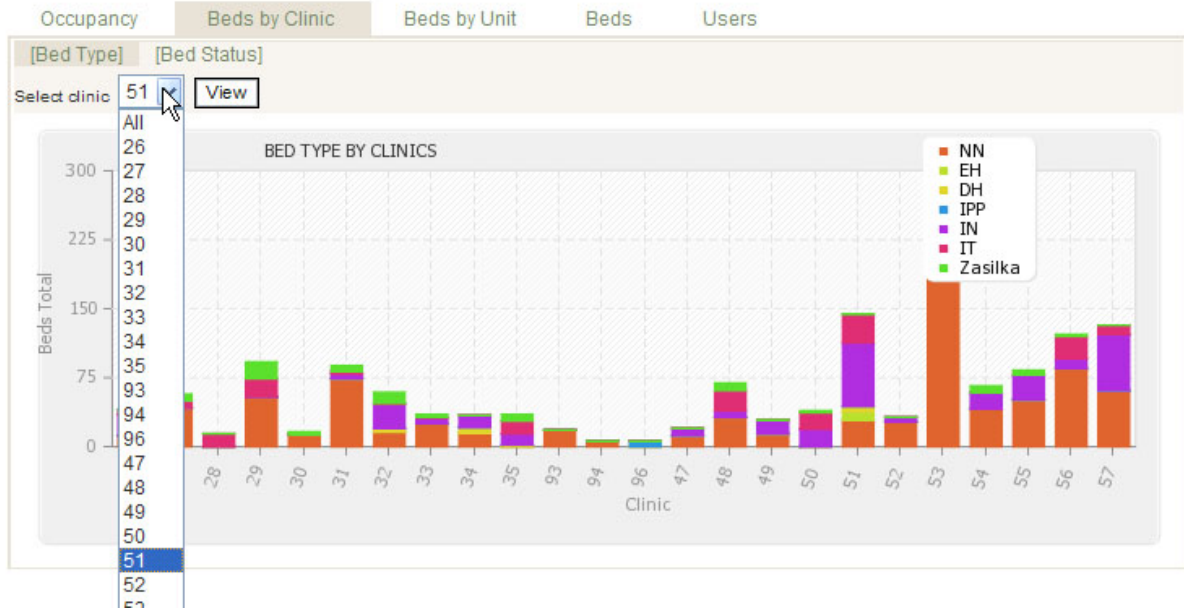 Occupancy Beds by Clinic Beds by Unit Beds Users
[Bed Type] [Bed Status]
Select clinic 51 View
All
26
27
28
29
30
31
32
33
34
35
93
94
96
47
48
49
50
51
52
BED TYPE BY CLINICS
NN
EH
DH
IPP
IN
IT
Zasilka
300
225
150
75
0
Beds Total
28 29 30 31 32 33 34 35 93 94 96 47 48 49 50 51 52 53 54 55 56 57
Clinic